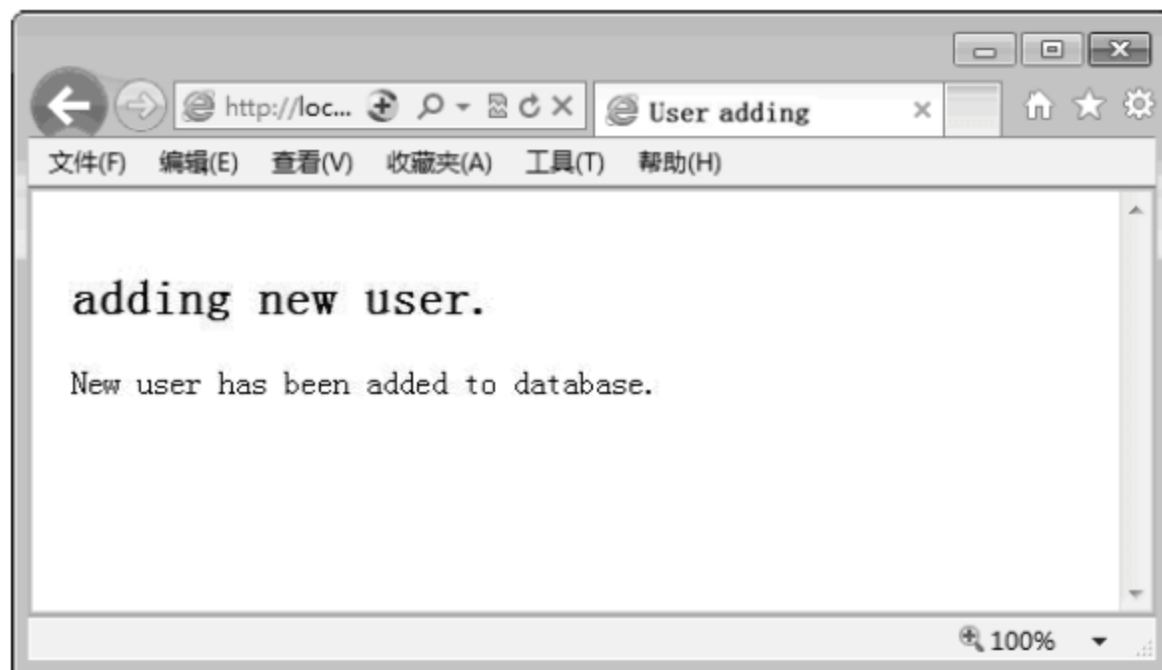 http://loc...
User adding
文件(F) 编辑(E) 查看(V) 收藏夹(A) 工具(T) 帮助(H)
adding new user.
New user has been added to database.
100%